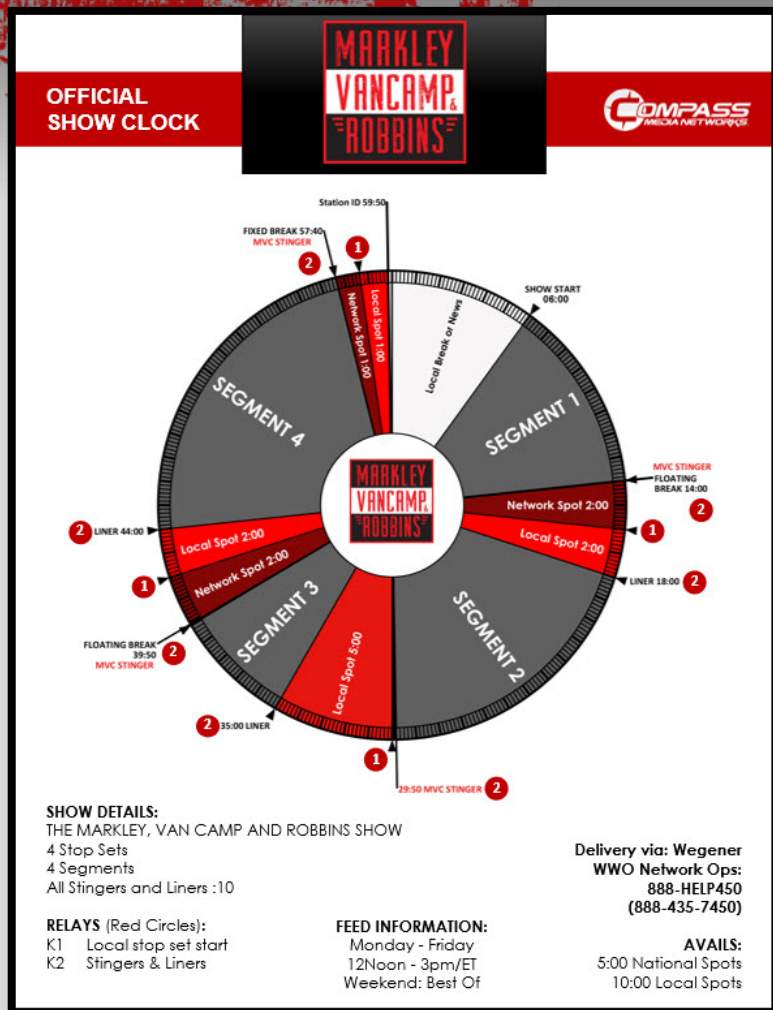 OFFICIAL
SHOW CLOCK
MARKLEY
VANCAMP&
ROBBINS
COMPASS
MEDIA NETWORKS
Station ID 59:50
FIXED BREAK 57:40
MVC STINGER
2
1
SHOW START
06:00
Network Spot 1:00
Local Spot 1:00
Local Break or News
SEGMENT 4
SEGMENT 1
MVC STINGER
FLOATING
BREAK 14:00
2
Network Spot 2:00
1
Local Spot 2:00
LINER 18:00
2
MARKLEY
VANCAMP&
ROBBINS
2
LINER 44:00
Local Spot 2:00
1
Network Spot 2:00
SEGMENT 3
SEGMENT 2
FLOATING BREAK
39:50
MVC STINGER
2
Local Spot 5:00
2
35:00 LINER
1
29:50 MVC STINGER
2
SHOW DETAILS:
THE MARKLEY, VAN CAMP AND ROBBINS SHOW
4 Stop Sets
4 Segments
All Stingers and Liners :10
RELAYS (Red Circles):
K1 Local stop set start
K2 Stingers & Liners
FEED INFORMATION:
Monday - Friday
12Noon - 3pm/ET
Weekend: Best Of
Delivery via: Wegener
WWO Network Ops:
888-HELP450
(888-435-7450)
AVAILS:
5:00 National Spots
10:00 Local Spots